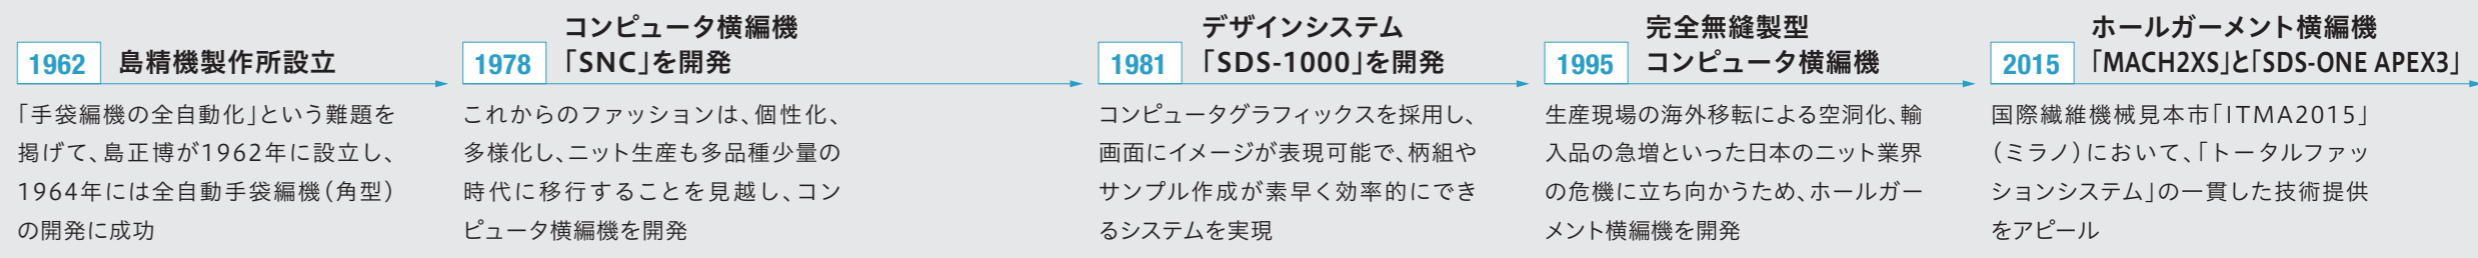 1962 島精機製作所設立
「手袋編機の全自動化」という難題を
掲げて、島正博が1962年に設立し、
1964年には全自動手袋編機(角型)
の開発に成功
1978 コンピュータ横編機
「SNC」を開発
これからのファッションは、個性化、
多様化し、ニット生産も多品種少量の
時代に移行することを見越し、コン
ピュータ横編機を開発
1981 デザインシステム
「SDS-1000」を開発
コンピュータグラフィックスを採用し、
画面にイメージが表現可能で、柄組や
サンプル作成が素早く効率的にでき
るシステムを実現
1995 完全無縫製型
コンピュータ横編機
生産現場の海外移転による空洞化、輸
入品の急増といった日本のニット業界
の危機に立ち向かうため、ホールガー
メント横編機を開発
2015 ホールガーメント横編機
「MACH2XS」と「SDS-ONE APEX3」
国際繊維機械見本市「ITMA2015」
(ミラノ)において、「トータルファッ
ションシステム」の一貫した技術提供
をアピール